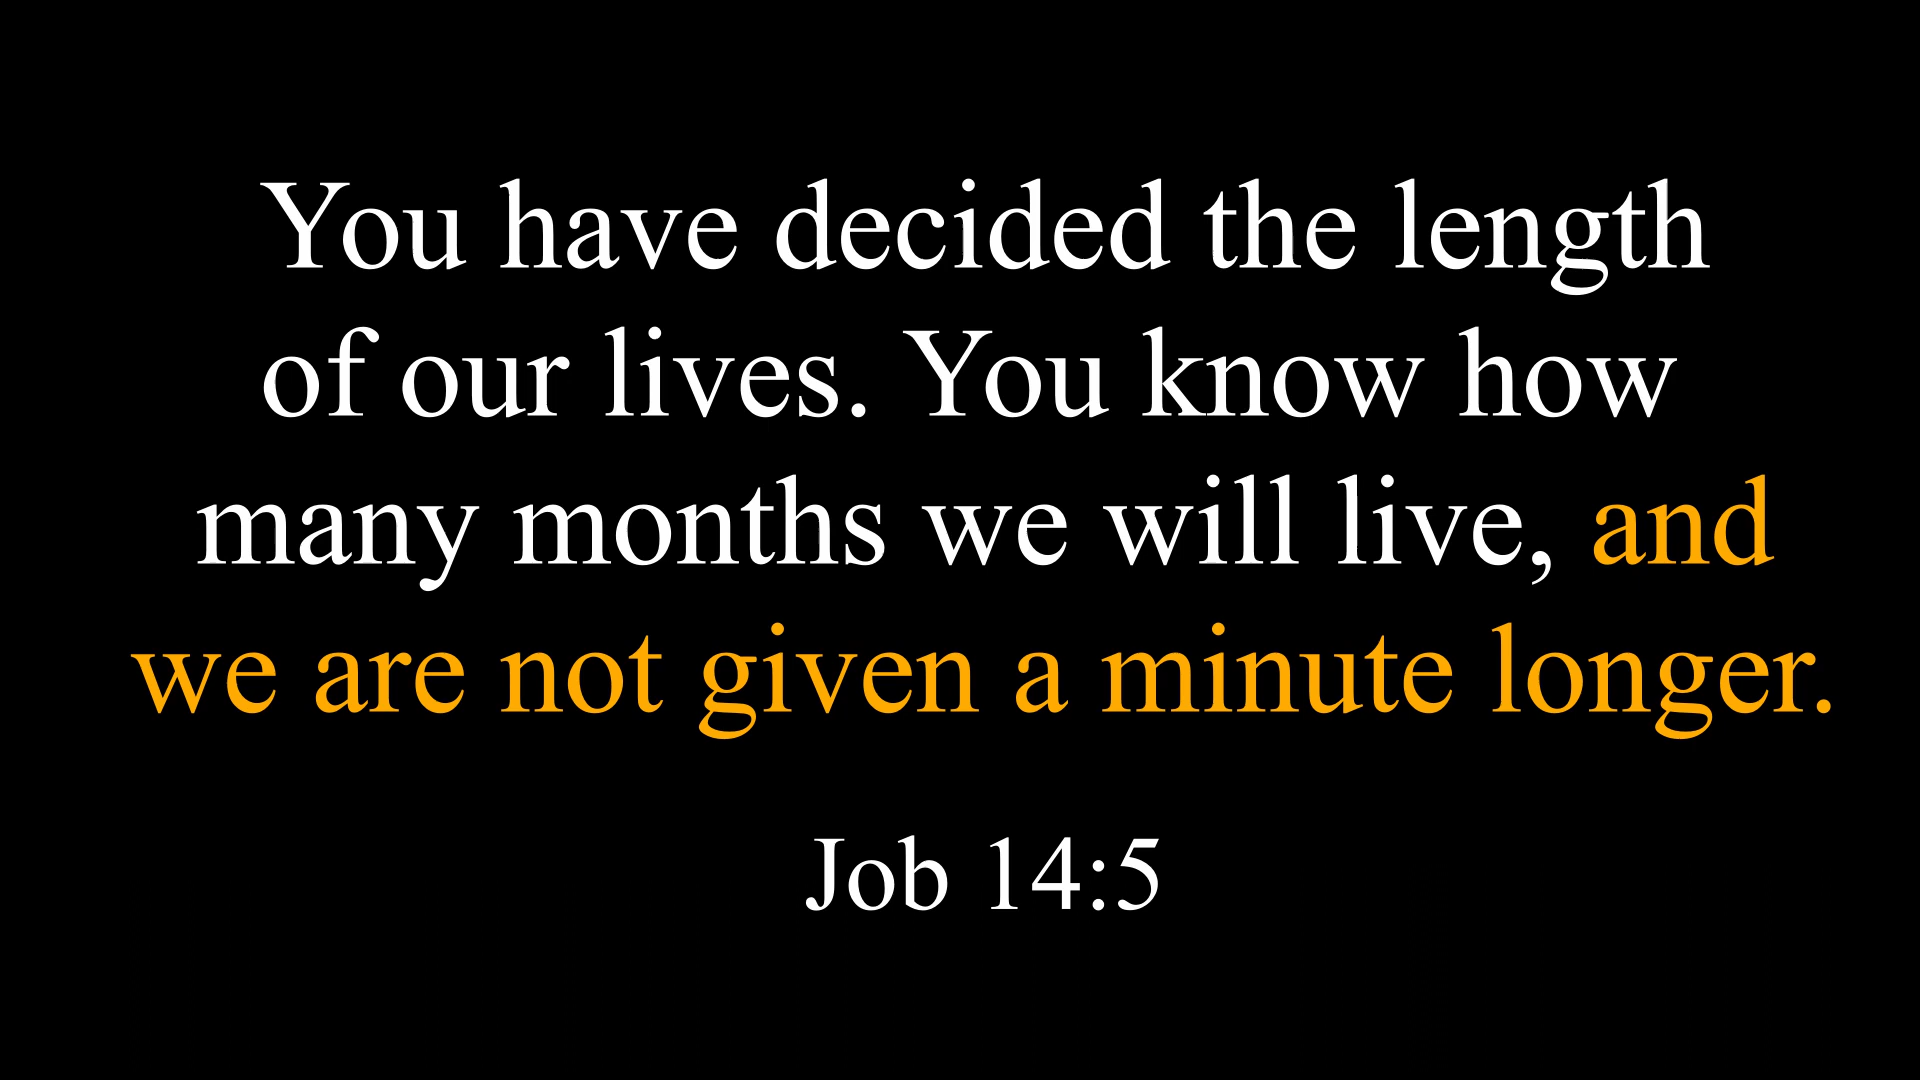 You have decided the length
of our lives. You know how
many months we will live, and
we are not given a minute longer.
Job 14:5